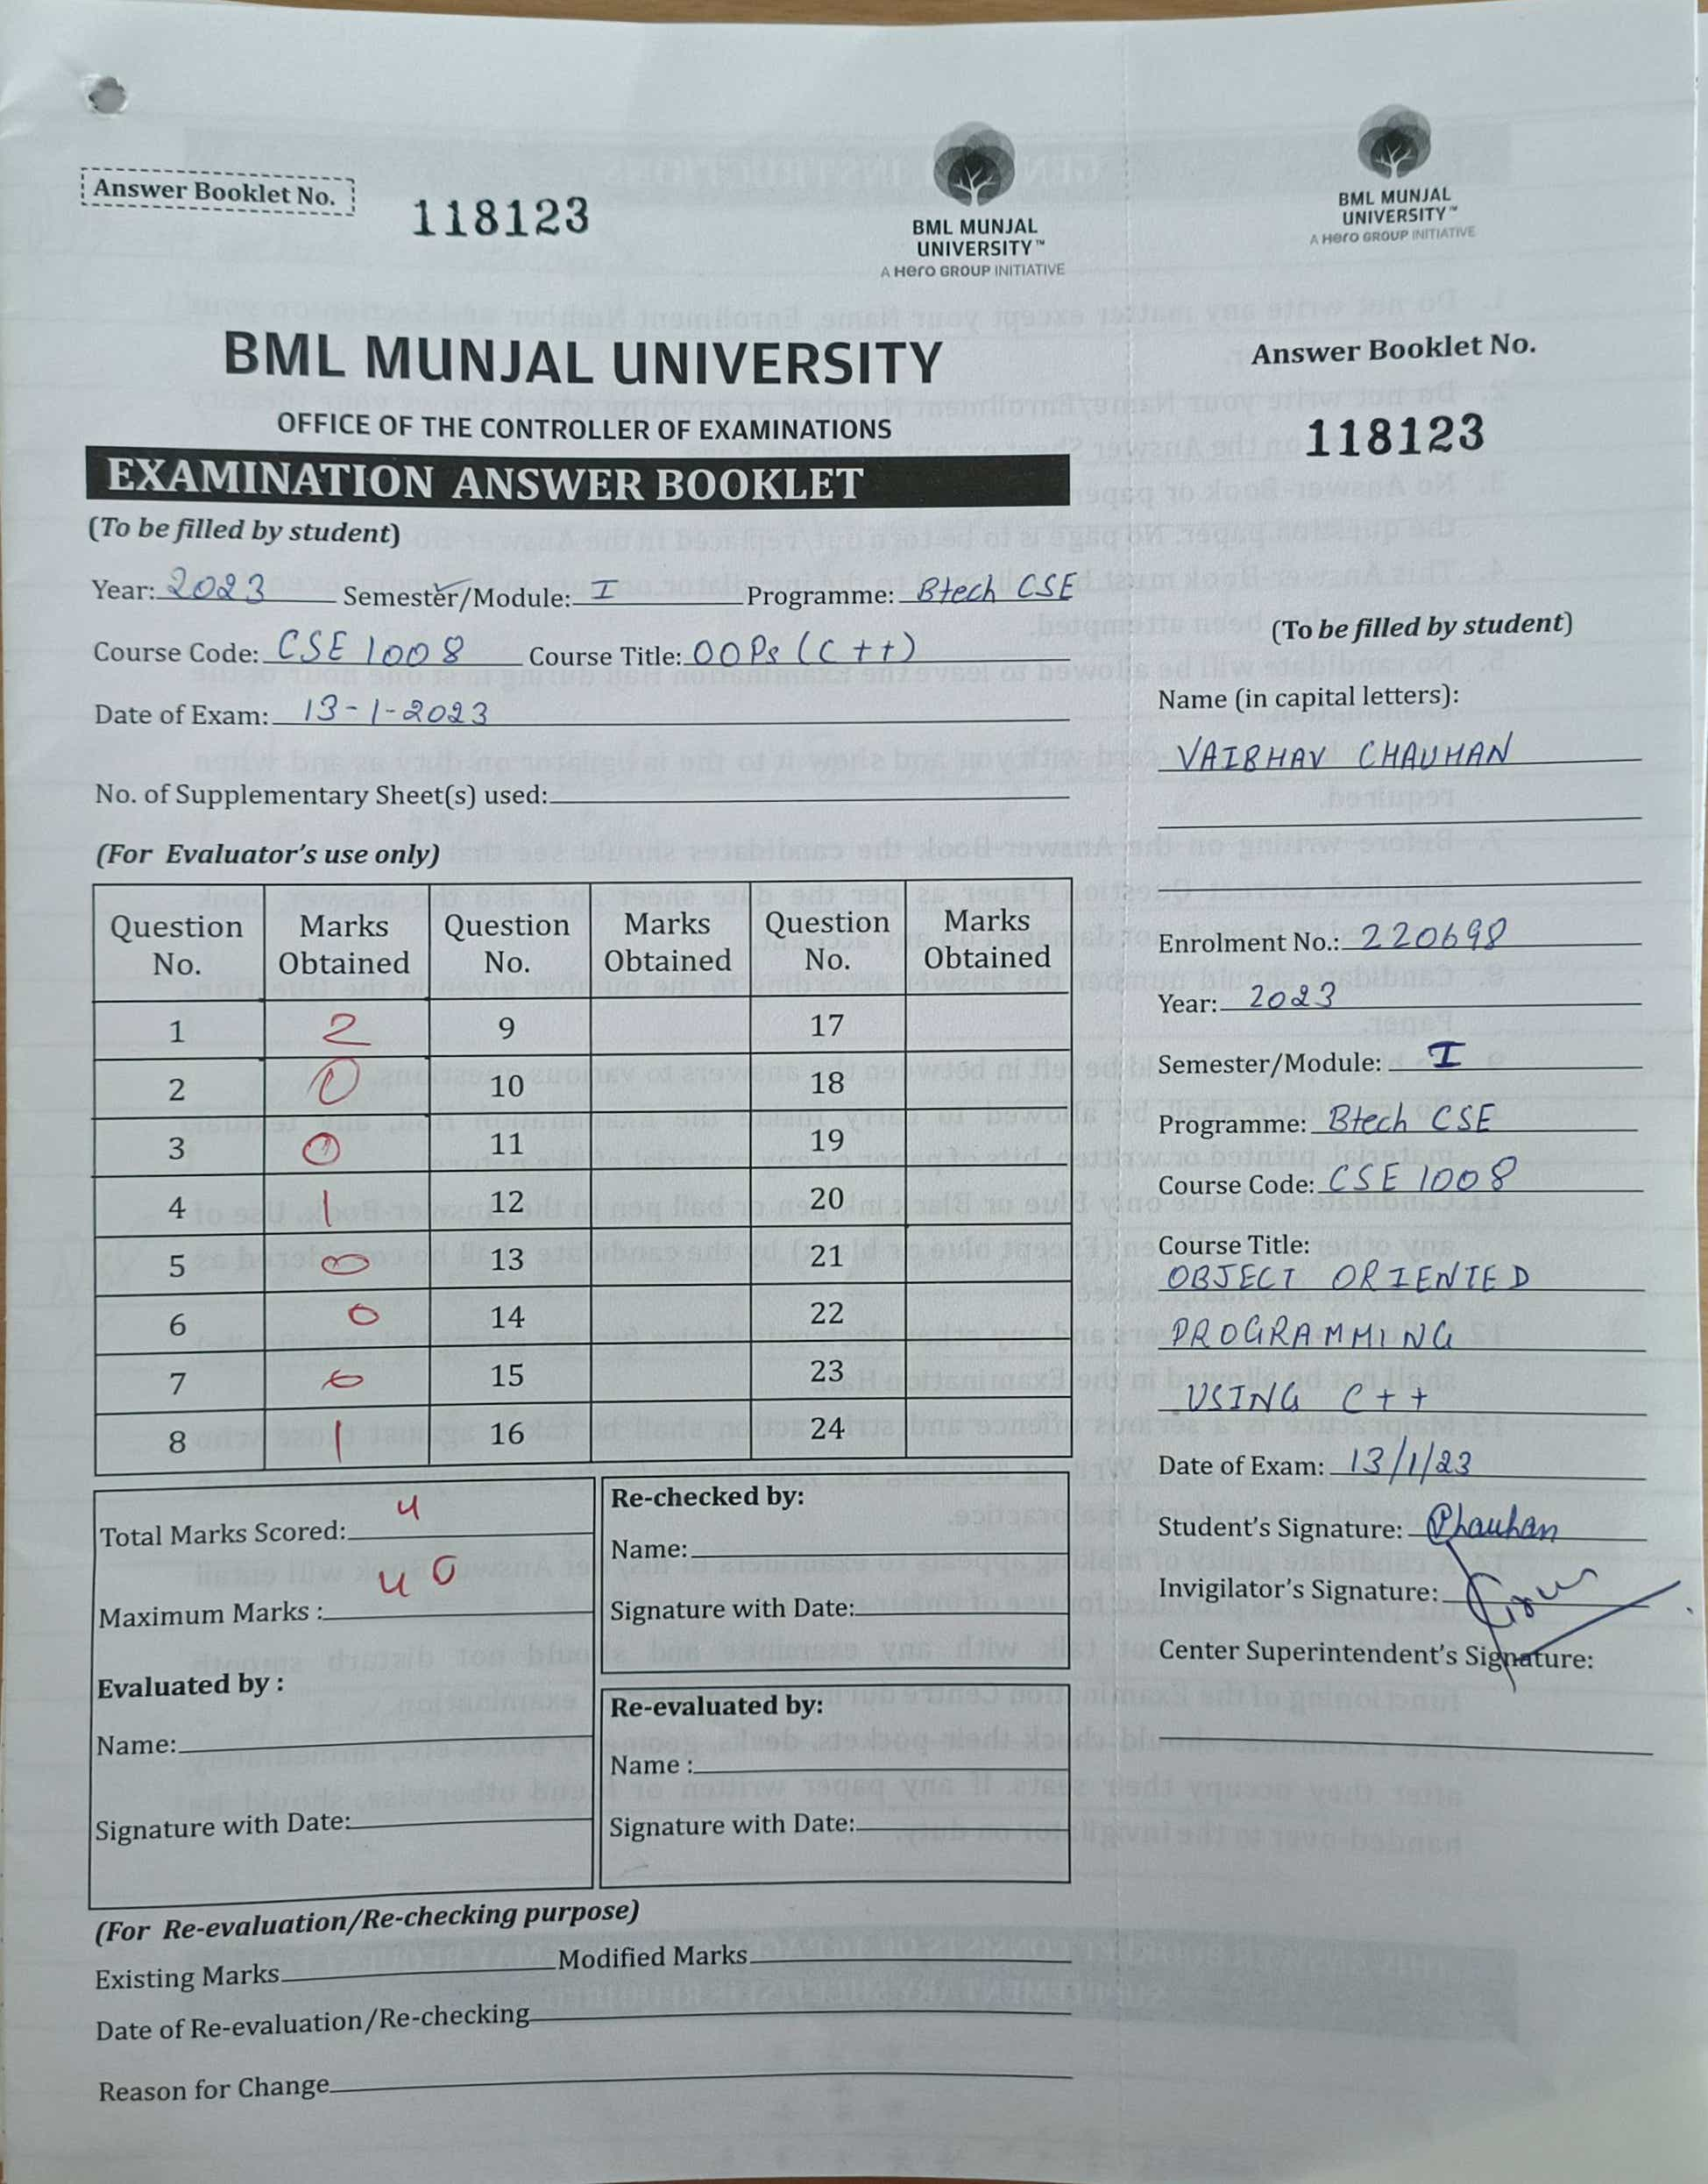 Answer Booklet No.
118123
BML MUNJAL
UNIVERSITY™
A Hero GROUP INITIATIVE
BML MUNJAL UNIVERSITY
OFFICE OF THE CONTROLLER OF EXAMINATIONS
EXAMINATION ANSWER BOOKLET
(To be filled by student)
Year: 2023 Semester/Module: I Programme: Btech CSE
Course Code: CSE 1008 Course Title: OOPs (C++)
Date of Exam: 13-1-2023
No. of Supplementary Sheet(s) used:
(For Evaluator's use only)
Question No. Marks Obtained Question No. Marks Obtained Question No. Marks Obtained
1 2 9 17
2 0 10 18
3 0 11 19
4 1 12 20
5 0 13 21
6 0 14 22
7 0 15 23
8 1 16 24
Total Marks Scored: 4
Maximum Marks : 40
Evaluated by :
Name:
Signature with Date:
Re-checked by:
Name:
Signature with Date:
Re-evaluated by:
Name :
Signature with Date:
(For Re-evaluation/Re-checking purpose)
Existing Marks Modified Marks
Date of Re-evaluation/Re-checking
Reason for Change
BML MUNJAL
UNIVERSITY™
A Hero GROUP INITIATIVE
Answer Booklet No.
118123
(To be filled by student)
Name (in capital letters):
VAIBHAV CHAUHAN
Enrolment No.: 220698
Year: 2023
Semester/Module: I
Programme: Btech CSE
Course Code: CSE 1008
Course Title:
OBJECT ORIENTED
PROGRAMMING
USING C++
Date of Exam: 13/1/23
Student's Signature: Chauhan
Invigilator's Signature:
Center Superintendent's Signature: